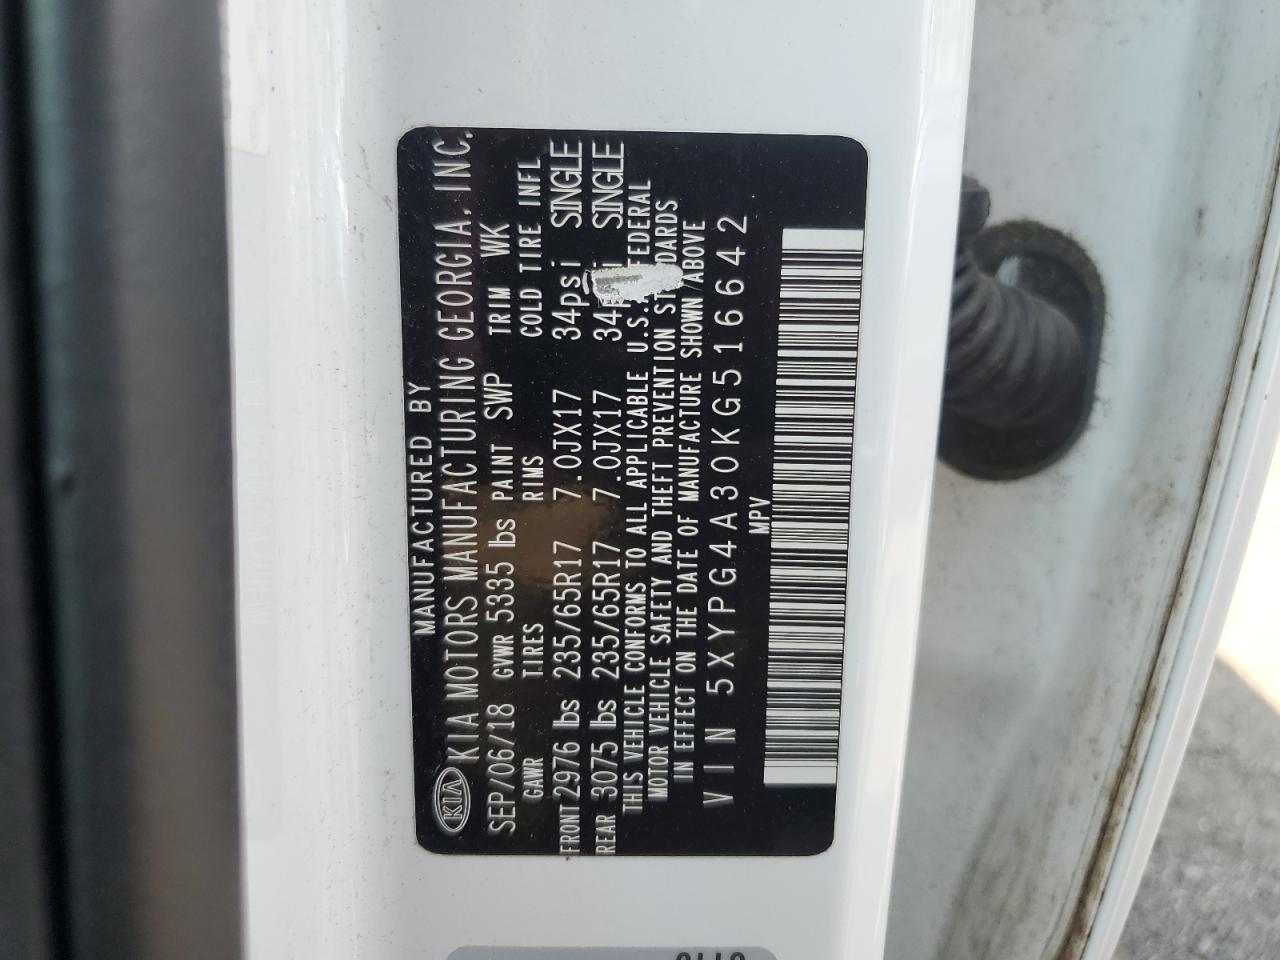 MANUFACTURED BY
KIA KIA MOTORS MANUFACTURING GEORGIA. INC.
SEP/06/18 GVWR 5335 lbs PAINT SWP TRIM WK
GAWR TIRES RIMS COLD TIRE INFL
FRONT 2976 lbs 235/65R17 7.0JX17 34psi SINGLE
REAR 3075 lbs 235/65R17 7.0JX17 SINGLE
THIS VEHICLE CONFORMS TO ALL APPLICABLE U.S. FEDERAL
MOTOR VEHICLE SAFETY AND THEFT PREVENTION
IN EFFECT ON THE DATE OF MANUFACTURE SHOWN ABOVE
VIN 5XYPG4A30KG516642
MPV